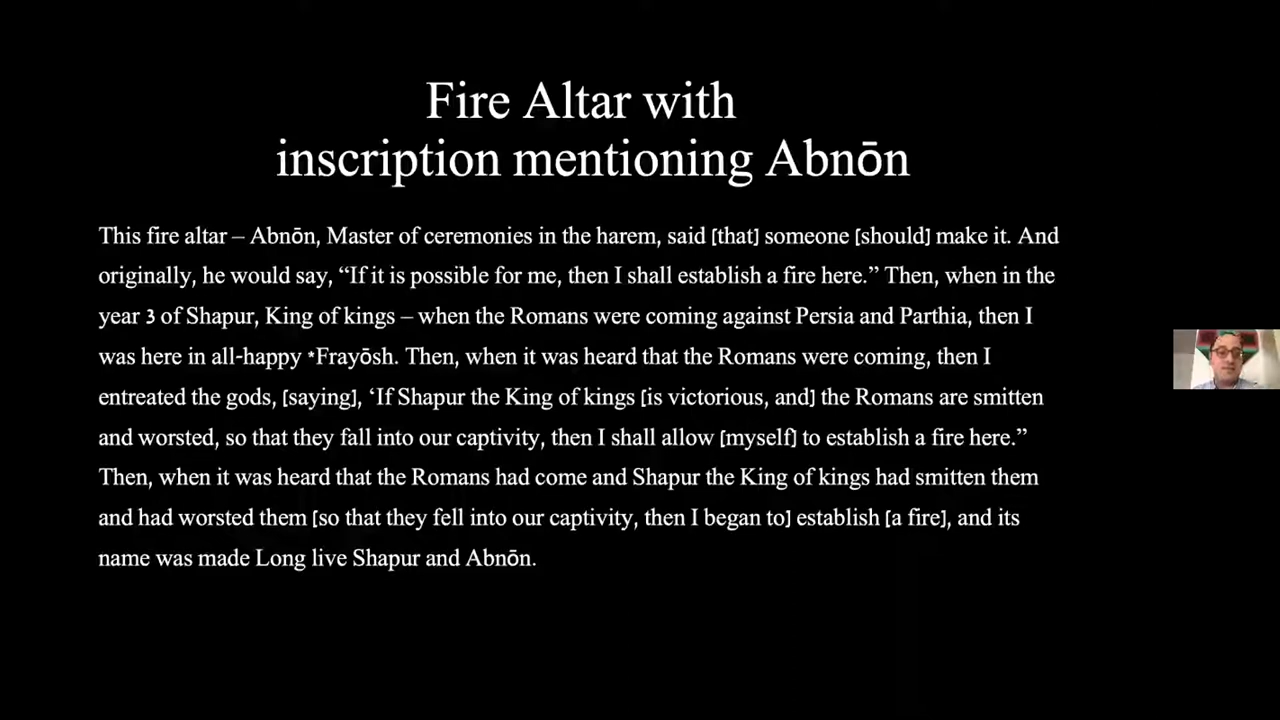 Fire Altar with
inscription mentioning Abnōn
This fire altar – Abnōn, Master of ceremonies in the harem, said [that] someone [should] make it. And
originally, he would say, “If it is possible for me, then I shall establish a fire here.” Then, when in the
year 3 of Shapur, King of kings – when the Romans were coming against Persia and Parthia, then I
was here in all-happy *Frayōsh. Then, when it was heard that the Romans were coming, then I
entreated the gods, [saying], ‘If Shapur the King of kings [is victorious, and] the Romans are smitten
and worsted, so that they fall into our captivity, then I shall allow [myself] to establish a fire here.”
Then, when it was heard that the Romans had come and Shapur the King of kings had smitten them
and had worsted them [so that they fell into our captivity, then I began to] establish [a fire], and its
name was made Long live Shapur and Abnōn.